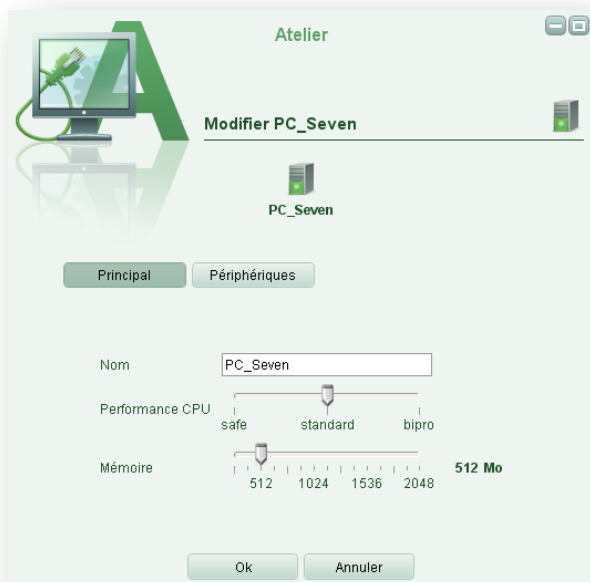 Atelier
Modifier PC_Seven
PC_Seven
Principal Périphériques
Nom PC_Seven
Performance CPU
safe standard bipro
Mémoire 512 Mo
512 1024 1536 2048
Ok Annuler